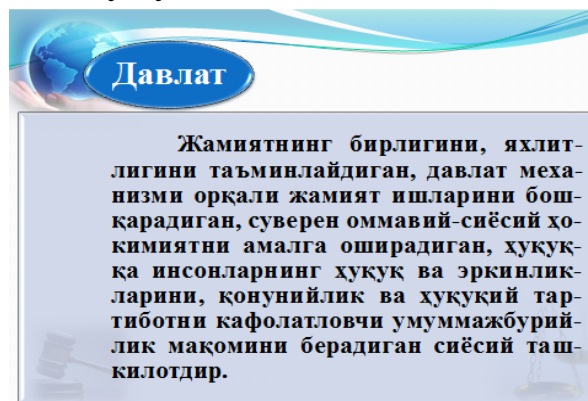 Давлат
Жамиятнинг бирлигини, яхлит-
лигини таъминлайдиган, давлат меха-
низми орқали жамият ишларини бош-
қарадиган, суверен оммавий-сиёсий ҳо-
кимиятни амалга оширадиган, ҳуқуқ-
қа инсонларнинг ҳуқуқ ва эркинлик-
ларини, қонунийлик ва ҳуқуқий тар-
тиботни кафолатловчи умуммажбурий-
лик мақомини берадиган сиёсий таш-
килотдир.